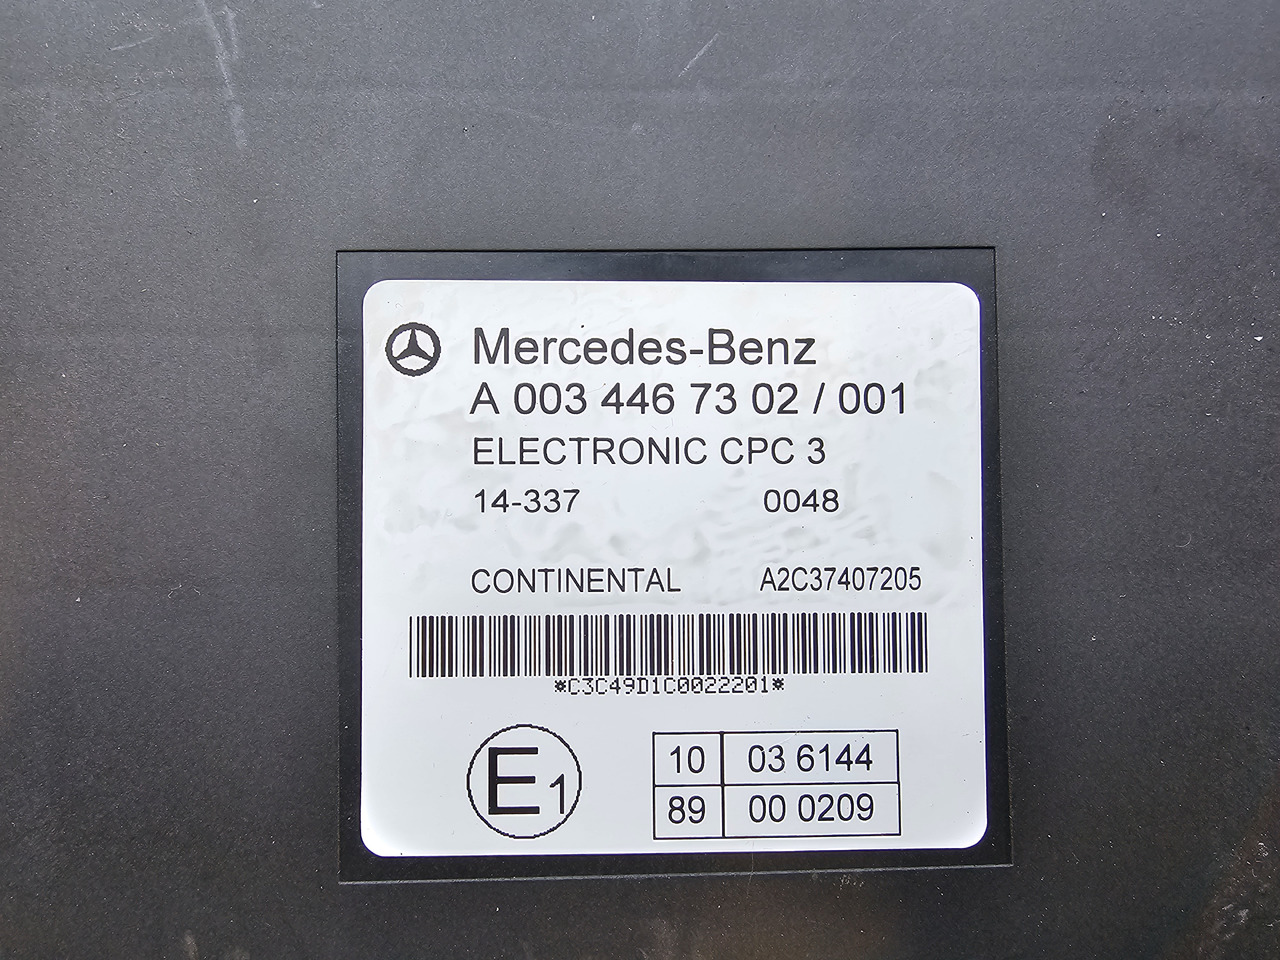 Mercedes-Benz
A 003 446 73 02 / 001
ELECTRONIC CPC 3
14-337 0048
CONTINENTAL A2C37407205
*C3C49D1C0022201*
E1
10 03 6144
89 00 0209